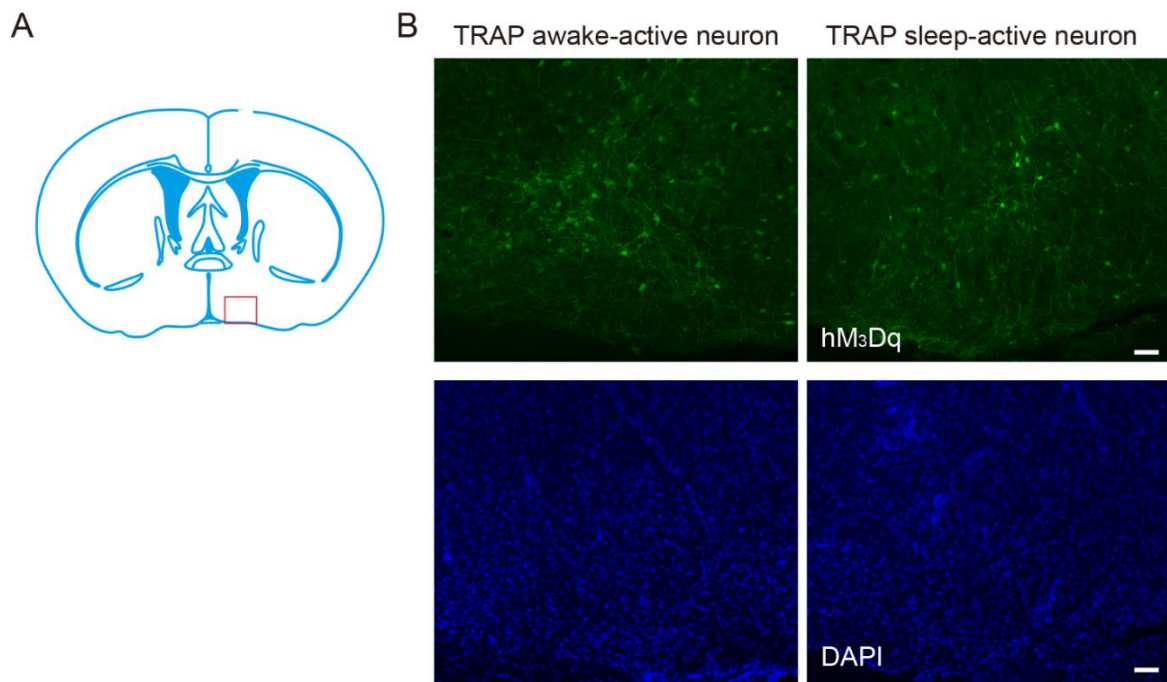 A
B
TRAP awake-active neuron
TRAP sleep-active neuron
hM₃Dq
DAPI